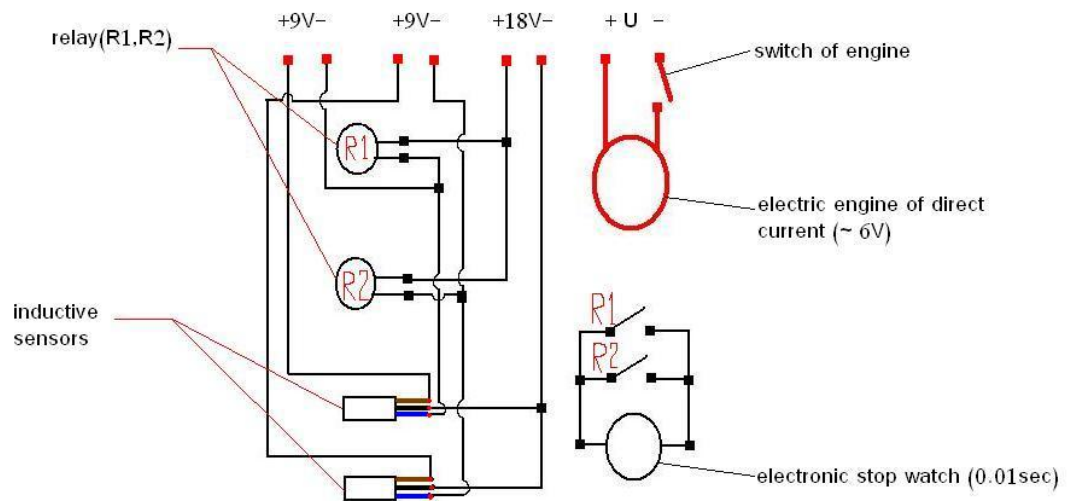 +9V− +9V− +18V− + U −
relay(R1,R2)
switch of engine
R1
electric engine of direct
current (~ 6V)
R2
inductive
sensors
R1
R2
electronic stop watch (0.01sec)